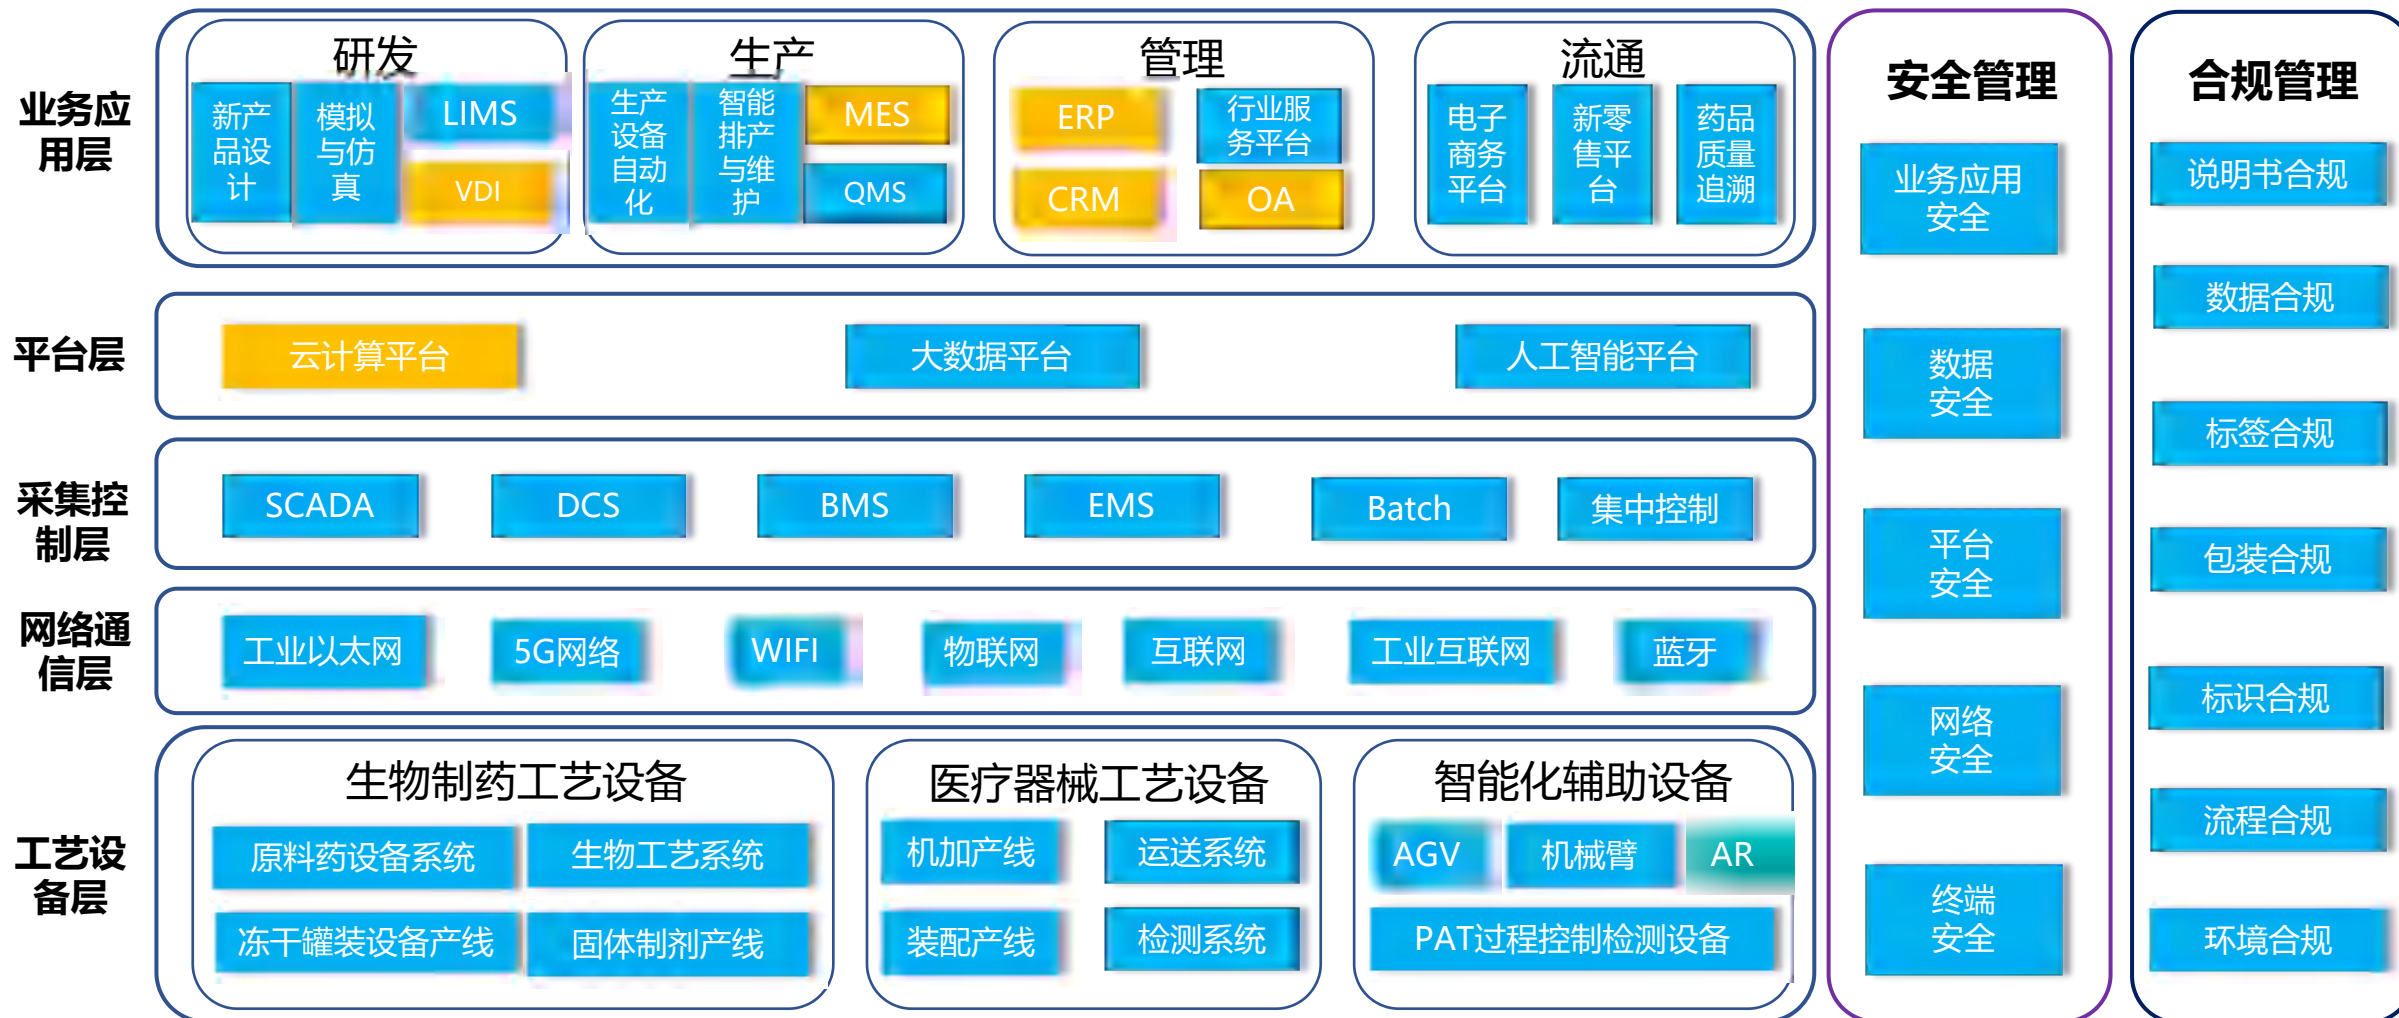 业务应
用层
研发
新产
品设
计
模拟
与仿
真
LIMS
VDI
生产
生产
设备
自动
化
智能
排产
与维
护
MES
QMS
管理
ERP
行业服
务平台
CRM
OA
流通
电子
商务
平台
新零
售平
台
药品
质量
追溯
平台层
云计算平台
大数据平台
人工智能平台
采集控
制层
SCADA
DCS
BMS
EMS
Batch
集中控制
网络通
信层
工业以太网
5G网络
WIFI
物联网
互联网
工业互联网
蓝牙
工艺设
备层
生物制药工艺设备
原料药设备系统
生物工艺系统
冻干罐装设备产线
固体制剂产线
医疗器械工艺设备
机加产线
运送系统
装配产线
检测系统
智能化辅助设备
AGV
机械臂
AR
PAT过程控制检测设备
安全管理
业务应用
安全
数据
安全
平台
安全
网络
安全
终端
安全
合规管理
说明书合规
数据合规
标签合规
包装合规
标识合规
流程合规
环境合规